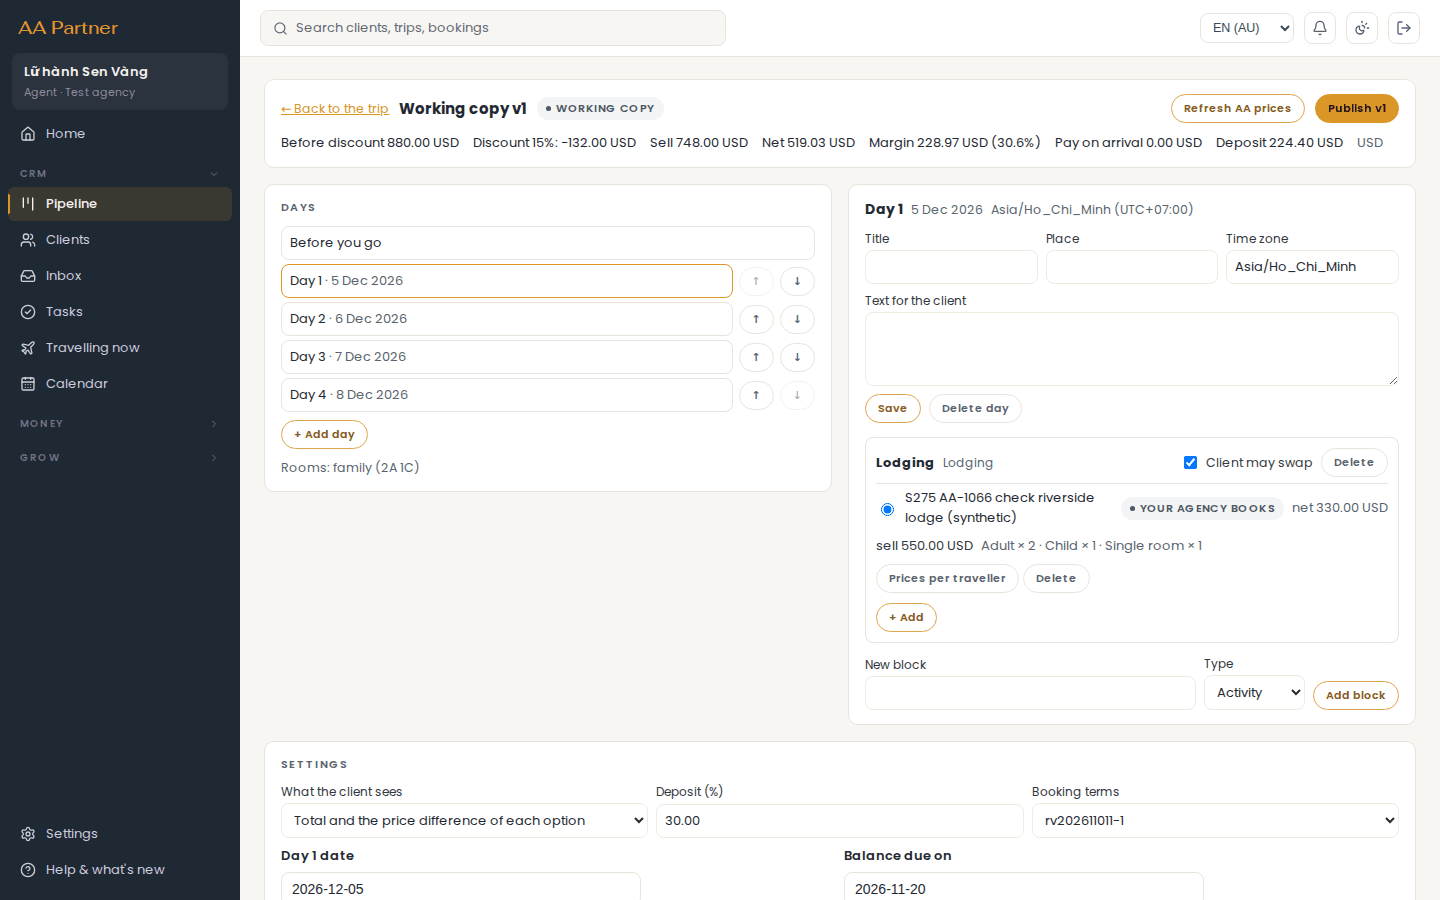 AA Partner
Lữ hành Sen Vàng
Agent · Test agency
Home
CRM
Pipeline
Clients
Inbox
Tasks
Travelling now
Calendar
MONEY
GROW
Settings
Help & what's new
Search clients, trips, bookings
EN (AU)
← Back to the trip Working copy v1 • WORKING COPY Refresh AA prices Publish v1
Before discount 880.00 USD Discount 15%: -132.00 USD Sell 748.00 USD Net 519.03 USD Margin 228.97 USD (30.6%) Pay on arrival 0.00 USD Deposit 224.40 USD USD
DAYS
Before you go
Day 1 · 5 Dec 2026 ↑ ↓
Day 2 · 6 Dec 2026 ↑ ↓
Day 3 · 7 Dec 2026 ↑ ↓
Day 4 · 8 Dec 2026 ↑ ↓
+ Add day
Rooms: family (2A 1C)
Day 1 5 Dec 2026 Asia/Ho_Chi_Minh (UTC+07:00)
Title Place Time zone
Asia/Ho_Chi_Minh
Text for the client
Save Delete day
Lodging Lodging Client may swap Delete
S275 AA-1066 check riverside
lodge (synthetic)
• YOUR AGENCY BOOKS net 330.00 USD
sell 550.00 USD Adult × 2 · Child × 1 · Single room × 1
Prices per traveller Delete
+ Add
New block Type
Activity Add block
SETTINGS
What the client sees Deposit (%) Booking terms
Total and the price difference of each option 30.00 rv202611011-1
Day 1 date Balance due on
2026-12-05 2026-11-20